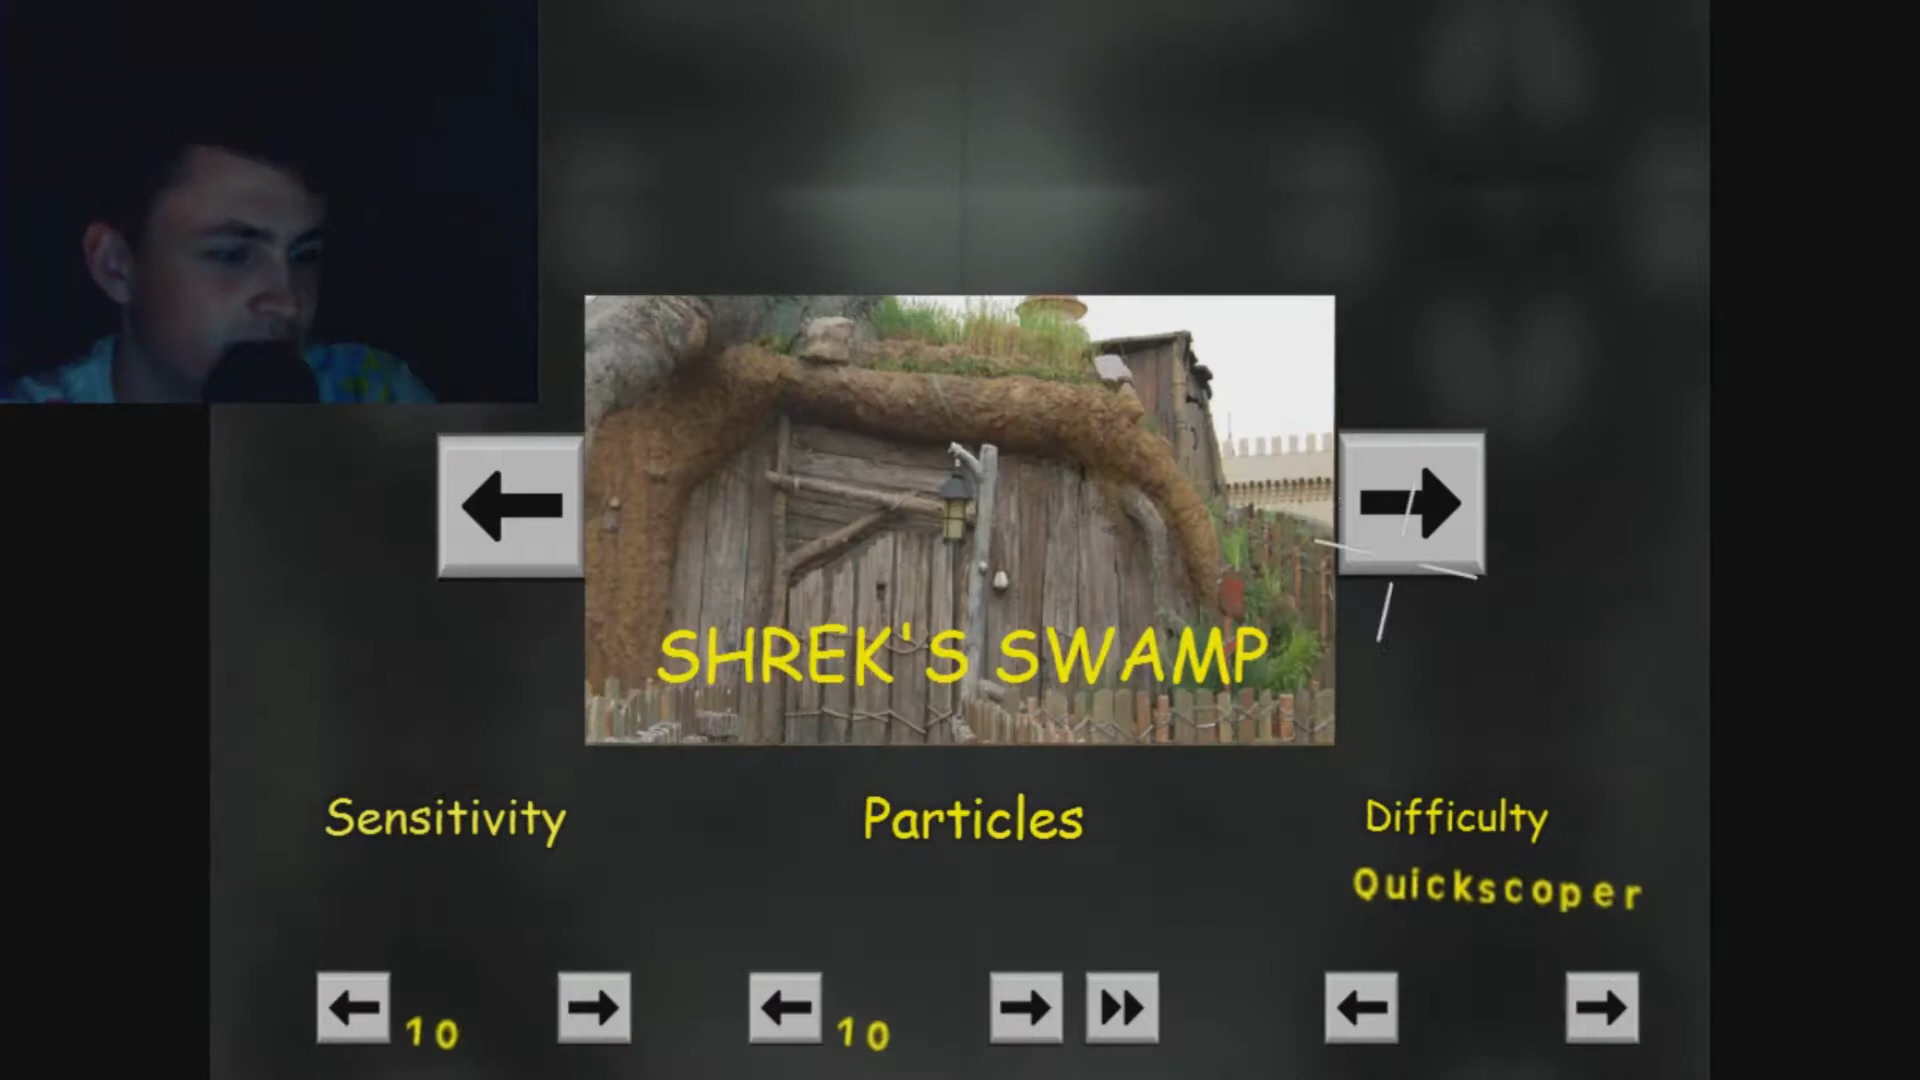 SHREK'S SWAMP
Sensitivity
Particles
Difficulty
Quickscoper
10
10